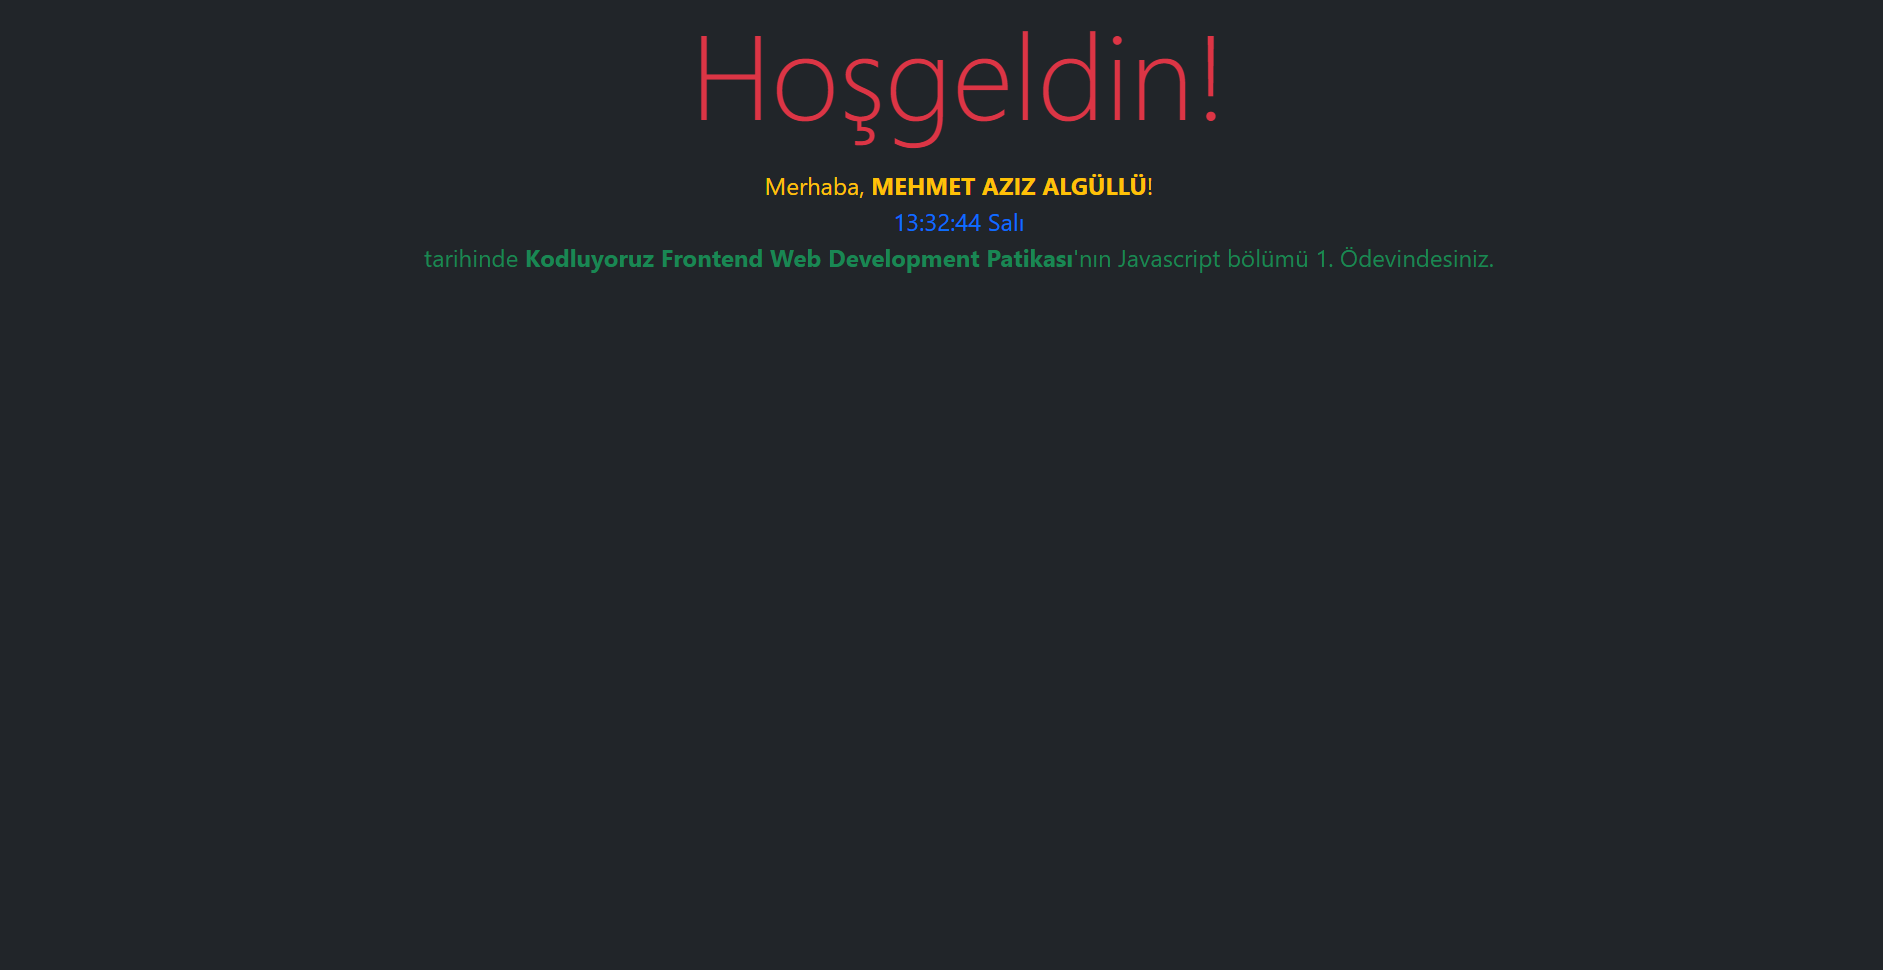 Hoşgeldin!
Merhaba, MEHMET AZIZ ALGÜLLÜ!
13:32:44 Salı
tarihinde Kodluyoruz Frontend Web Development Patikası'nın Javascript bölümü 1. Ödevindesiniz.